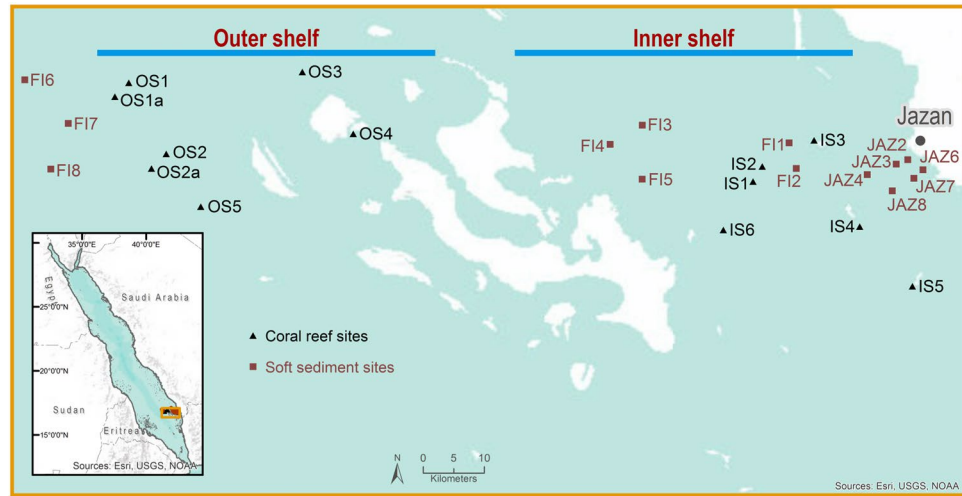 Outer shelf
Inner shelf
FI6
OS1
OS1a
OS3
FI7
OS2
OS2a
OS4
FI8
OS5
FI3
FI4
FI5
FI1
IS3
IS2
IS1
FI2
IS6
IS4
IS5
Jazan
JAZ2
JAZ3
JAZ6
JAZ4
JAZ7
JAZ8
35°0'0"E
40°0'0"E
Egypt
Saudi Arabia
25°0'0"N
20°0'0"N
Sudan
Eritrea
15°0'0"N
Sources: Esri, USGS, NOAA
Coral reef sites
Soft sediment sites
N
0 5 10
Kilometers
Sources: Esri, USGS, NOAA